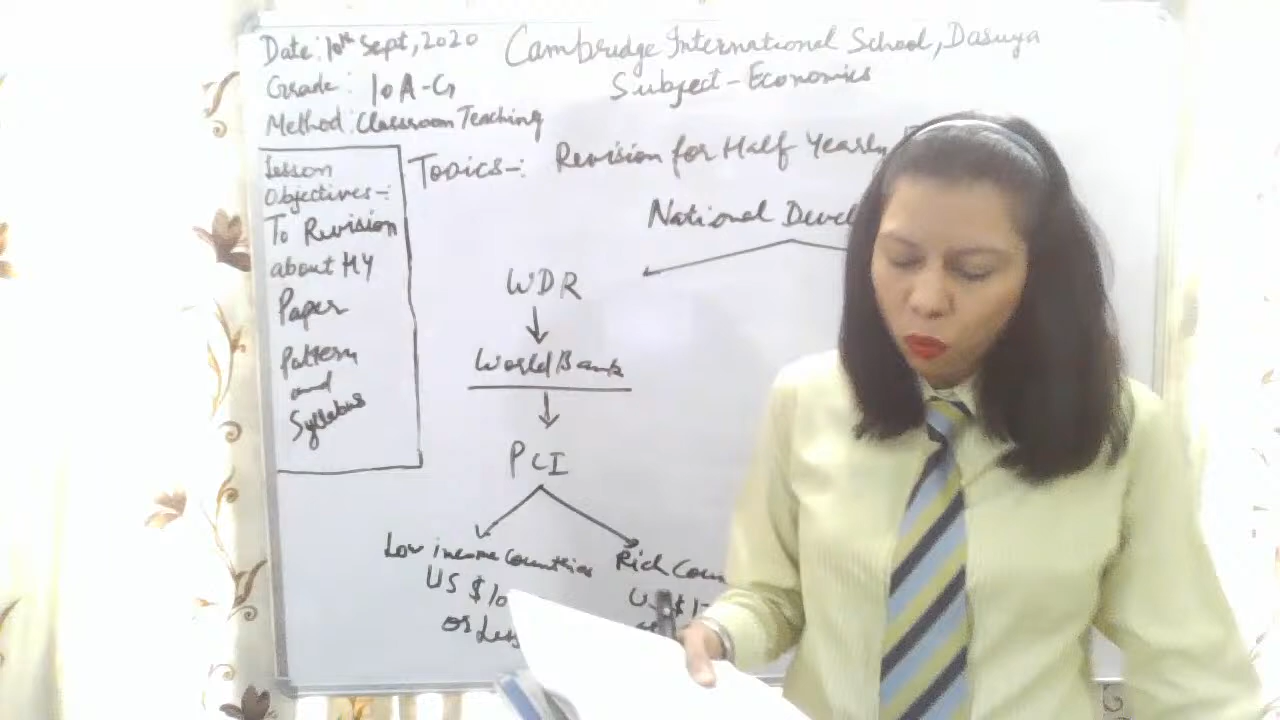 Date: 10th Sept, 2020
Cambridge International School, Dasuya
Grade: 10 A-G
Subject - Economics
Method: Classroom Teaching
Lesson
Objectives -:
To Revision
about HY
Paper
Pattern
and
Syllabus
Topics -: Revision for Half Yearly
National Devel
WDR
World Bank
PCI
Low income Countries
US $10
or Less
Rich Coun